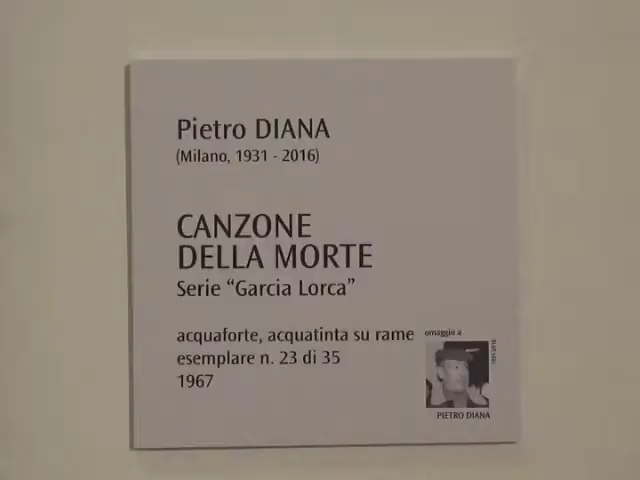 Pietro DIANA
(Milano, 1931 - 2016)
CANZONE
DELLA MORTE
Serie “Garcia Lorca”
acquaforte, acquatinta su rame
esemplare n. 23 di 35
1967
omaggio a
PIETRO DIANA